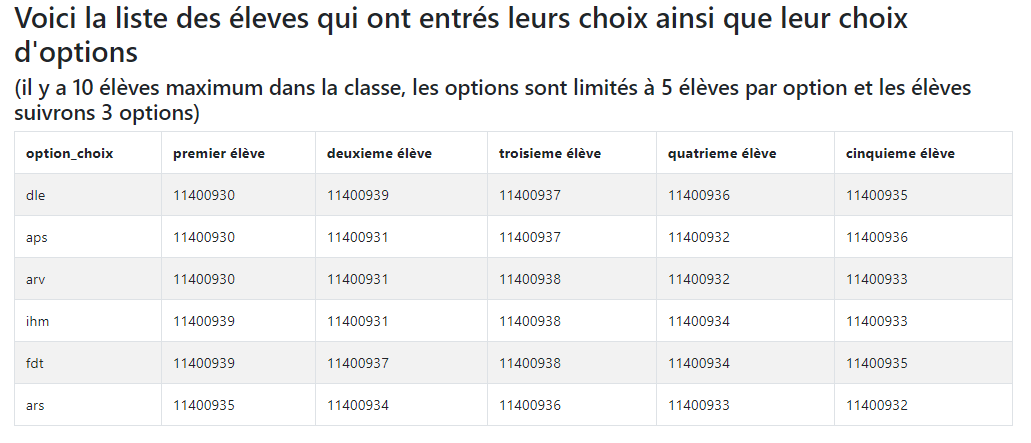 Voici la liste des éleves qui ont entrés leurs choix ainsi que leur choix
d'options
(il y a 10 élèves maximum dans la classe, les options sont limités à 5 élèves par option et les élèves
suivrons 3 options)
option_choix premier élève deuxieme élève troisieme élève quatrieme élève cinquieme élève
dle 11400930 11400939 11400937 11400936 11400935
aps 11400930 11400931 11400937 11400932 11400936
arv 11400930 11400931 11400938 11400932 11400933
ihm 11400939 11400931 11400938 11400934 11400933
fdt 11400939 11400937 11400938 11400934 11400935
ars 11400935 11400934 11400936 11400933 11400932